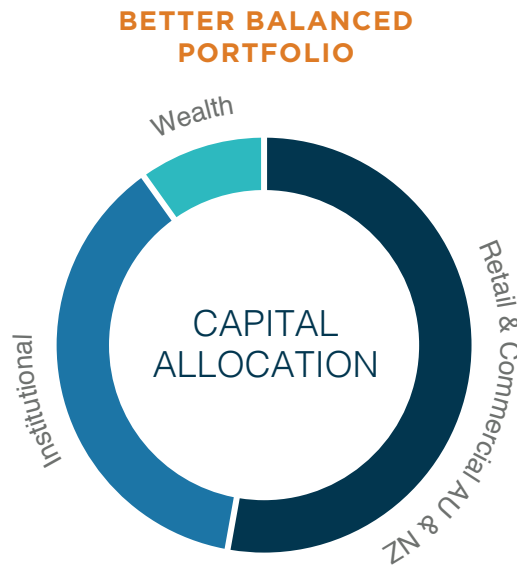 BETTER BALANCED
PORTFOLIO
Wealth
Retail & Commercial AU & NZ
Institutional
CAPITAL
ALLOCATION